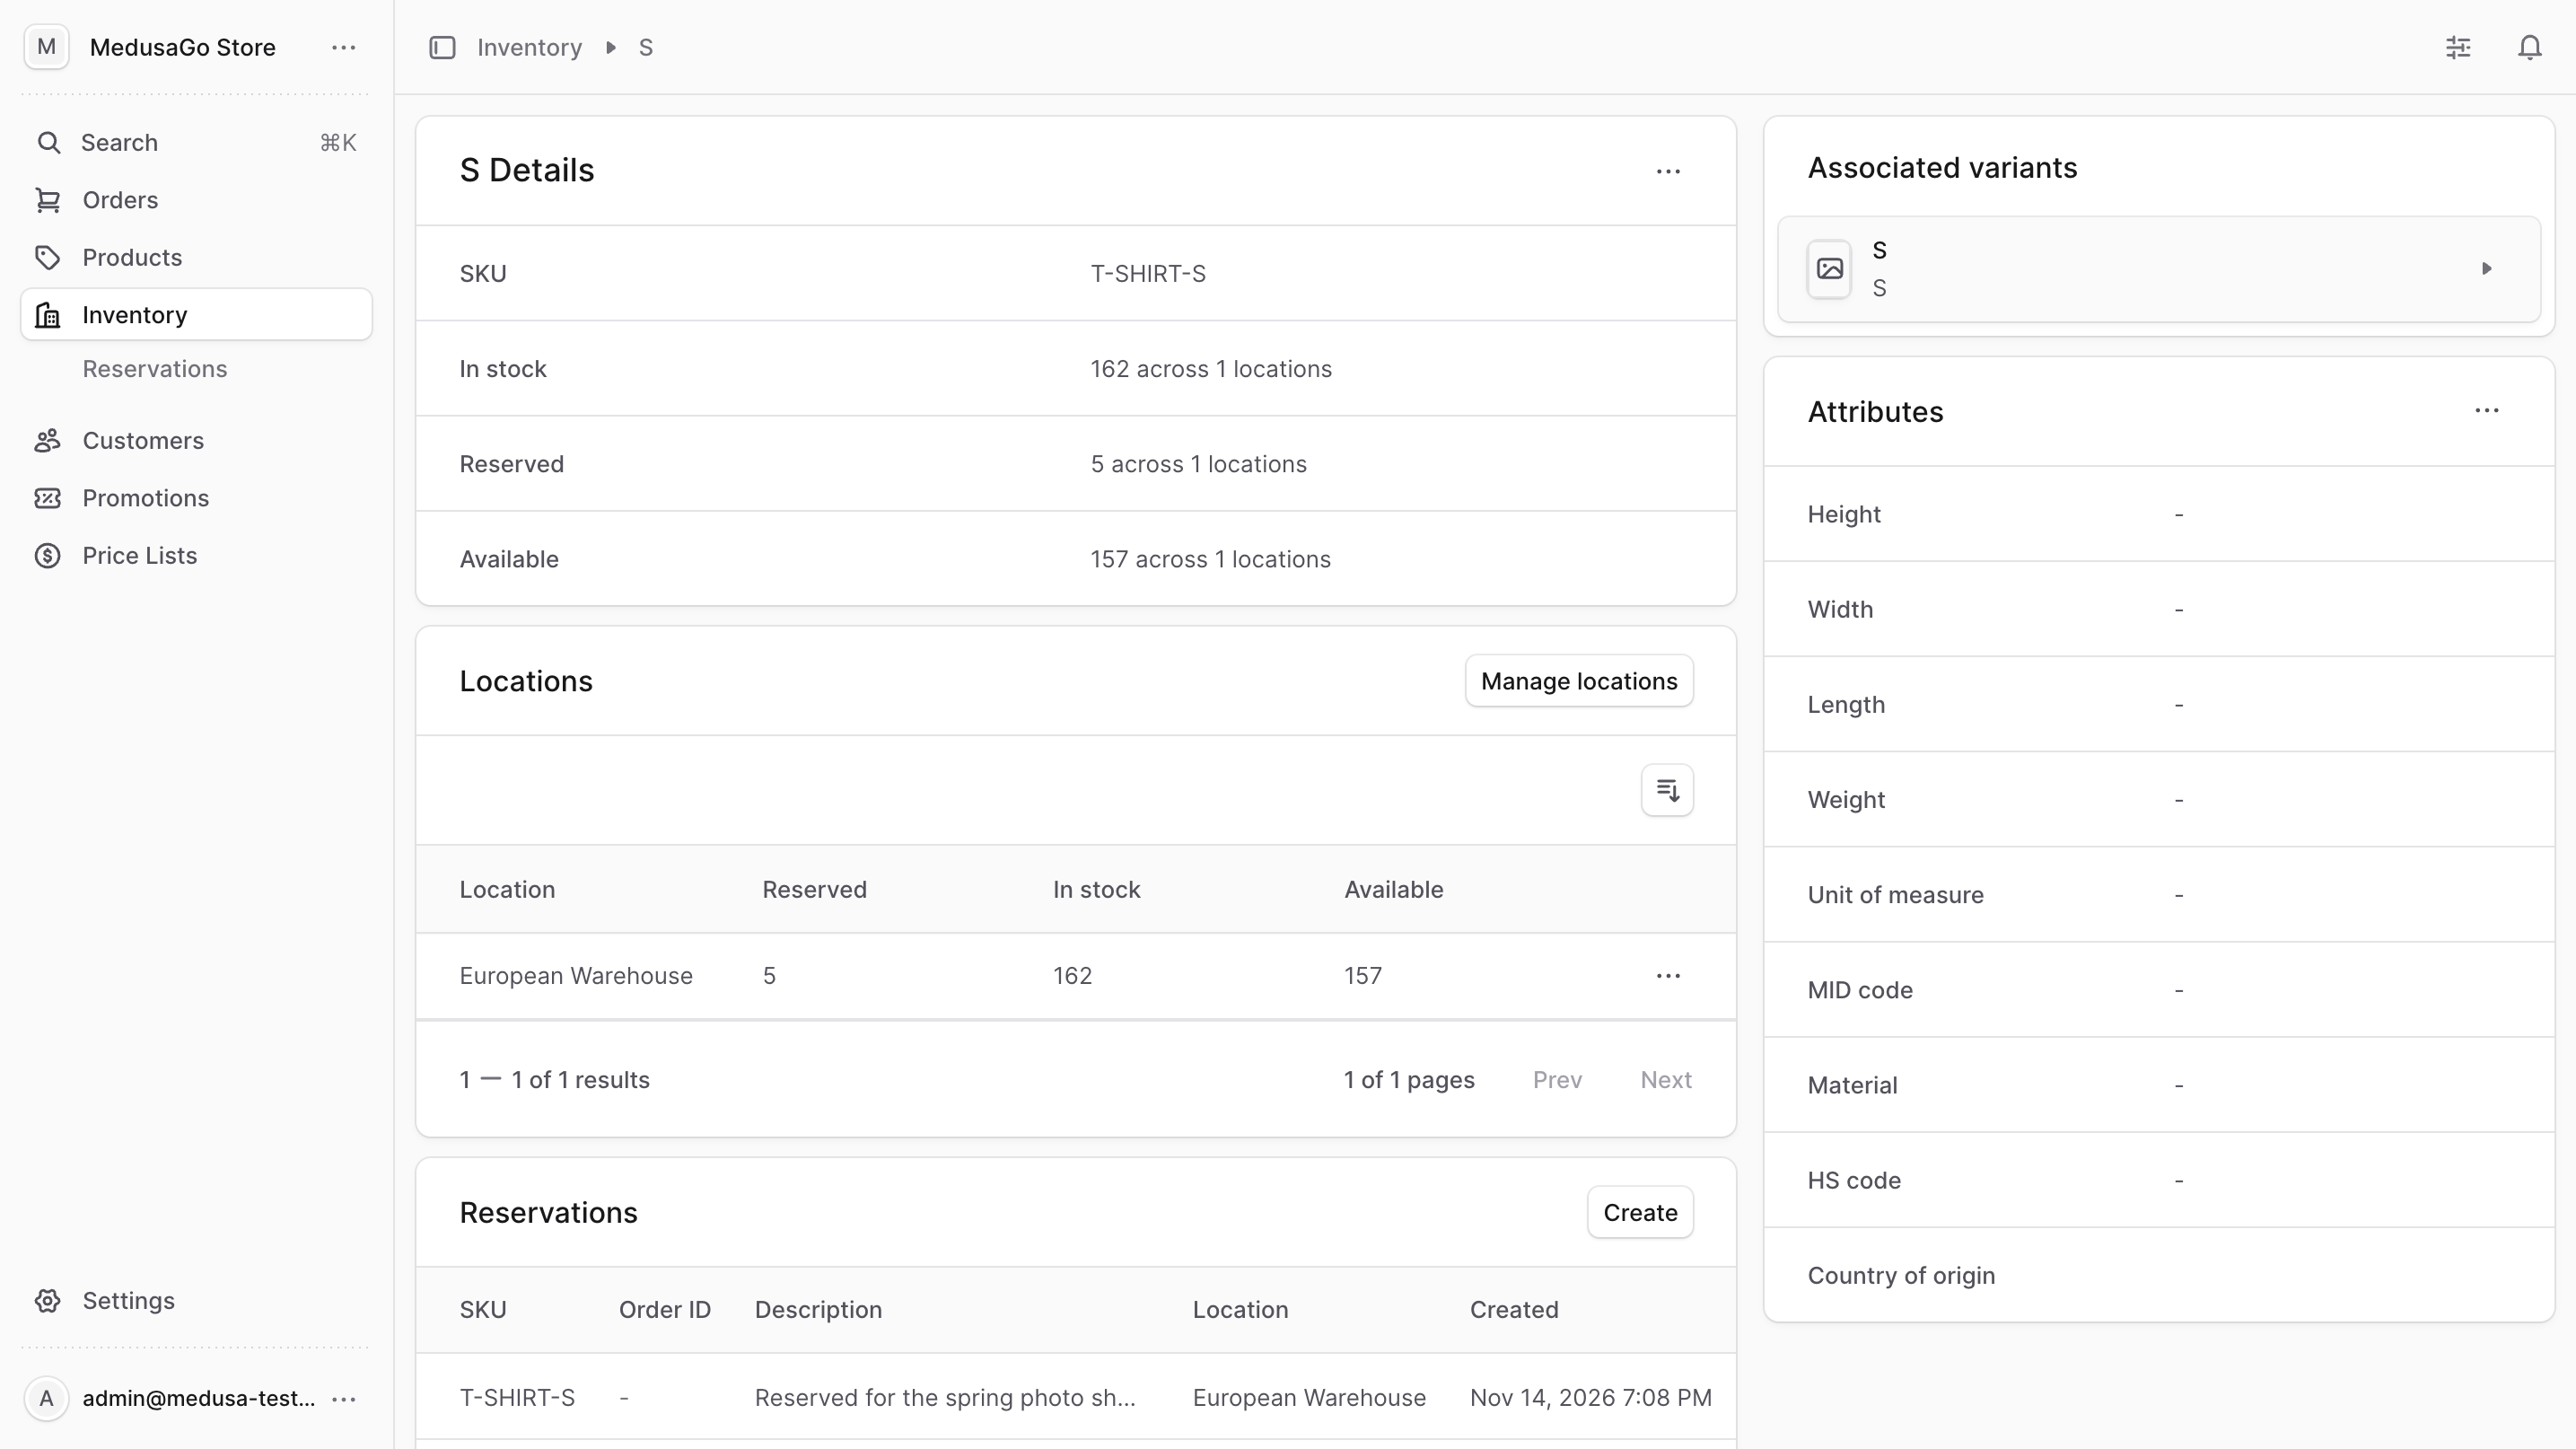 M
MedusaGo Store
Search
⌘K
Orders
Products
Inventory
Reservations
Customers
Promotions
Price Lists
Settings
A
admin@medusa-test...
Inventory
S
S Details
SKU
T-SHIRT-S
In stock
162 across 1 locations
Reserved
5 across 1 locations
Available
157 across 1 locations
Locations
Manage locations
Location Reserved In stock Available
European Warehouse 5 162 157
1 — 1 of 1 results
1 of 1 pages
Prev
Next
Reservations
Create
SKU Order ID Description Location Created
T-SHIRT-S - Reserved for the spring photo sh... European Warehouse Nov 14, 2026 7:08 PM
Associated variants
S
S
Attributes
Height -
Width -
Length -
Weight -
Unit of measure -
MID code -
Material -
HS code -
Country of origin